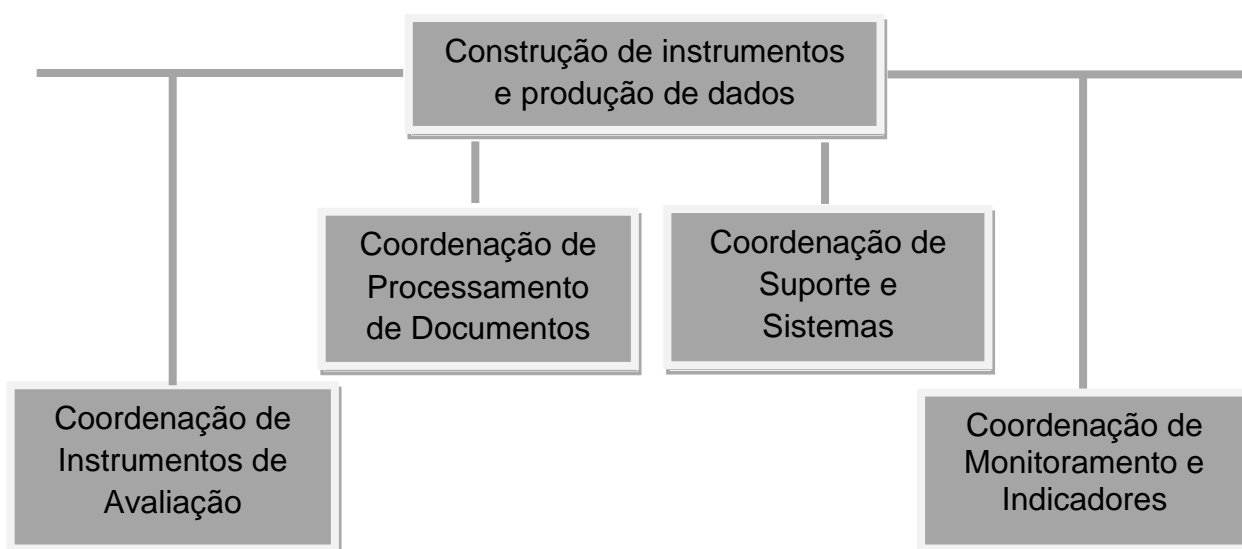 Construção de instrumentos
e produção de dados
Coordenação de
Processamento
de Documentos
Coordenação de
Suporte e
Sistemas
Coordenação de
Instrumentos de
Avaliação
Coordenação de
Monitoramento e
Indicadores